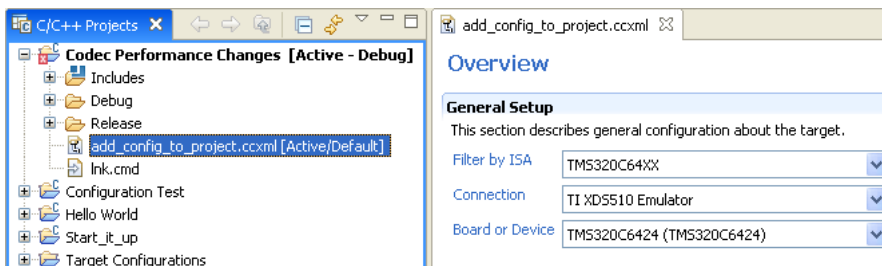 C/C++ Projects
Codec Performance Changes [Active - Debug]
Includes
Debug
Release
add_config_to_project.ccxml [Active/Default]
lnk.cmd
Configuration Test
Hello World
Start_it_up
Target Configurations
add_config_to_project.ccxml
Overview
General Setup
This section describes general configuration about the target.
Filter by ISA
TMS320C64XX
Connection
TI XDS510 Emulator
Board or Device
TMS320C6424 (TMS320C6424)